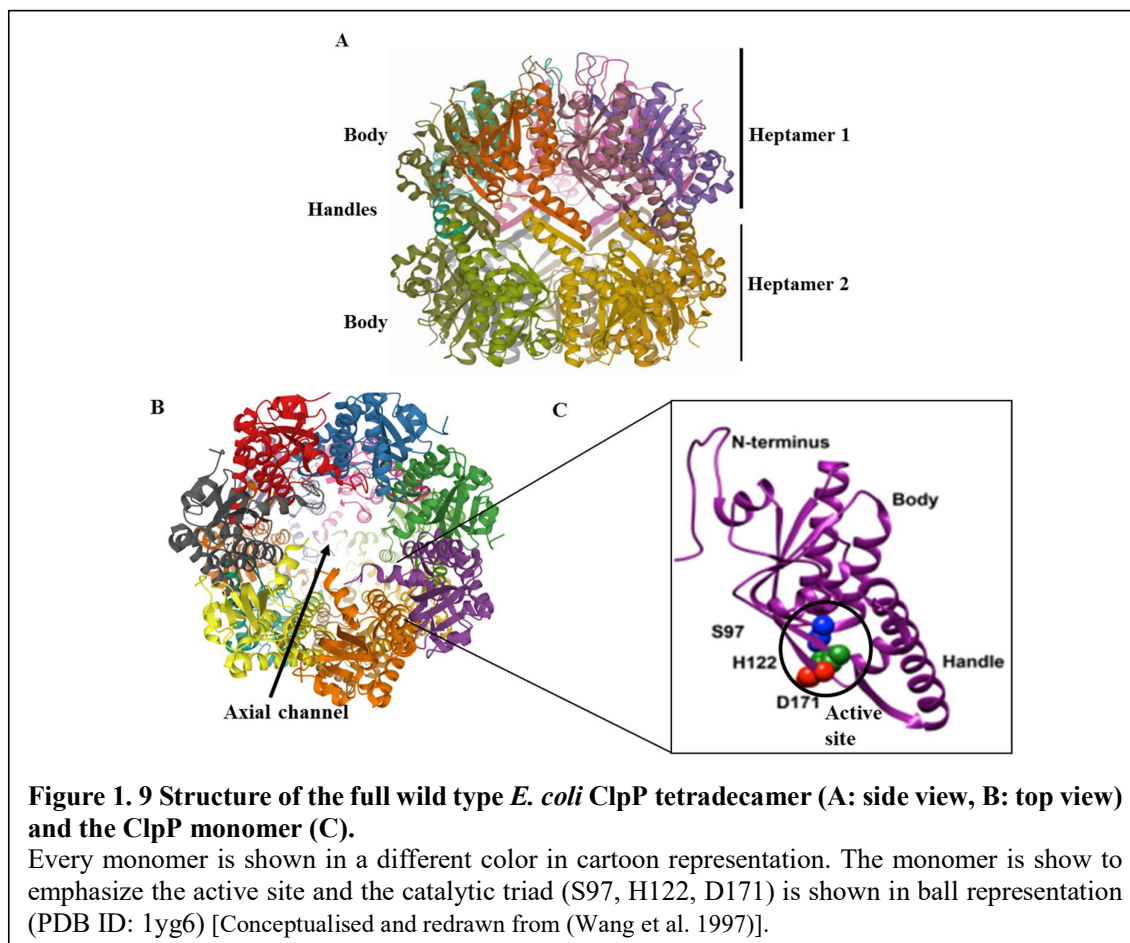 A
Body
Heptamer 1
Handles
Heptamer 2
Body
B
C
N-terminus
Body
S97
H122
Handle
D171
Active
site
Axial channel
Figure 1. 9 Structure of the full wild type E. coli ClpP tetradecamer (A: side view, B: top view)
and the ClpP monomer (C).
Every monomer is shown in a different color in cartoon representation. The monomer is show to
emphasize the active site and the catalytic triad (S97, H122, D171) is shown in ball representation
(PDB ID: 1yg6) [Conceptualised and redrawn from (Wang et al. 1997)].